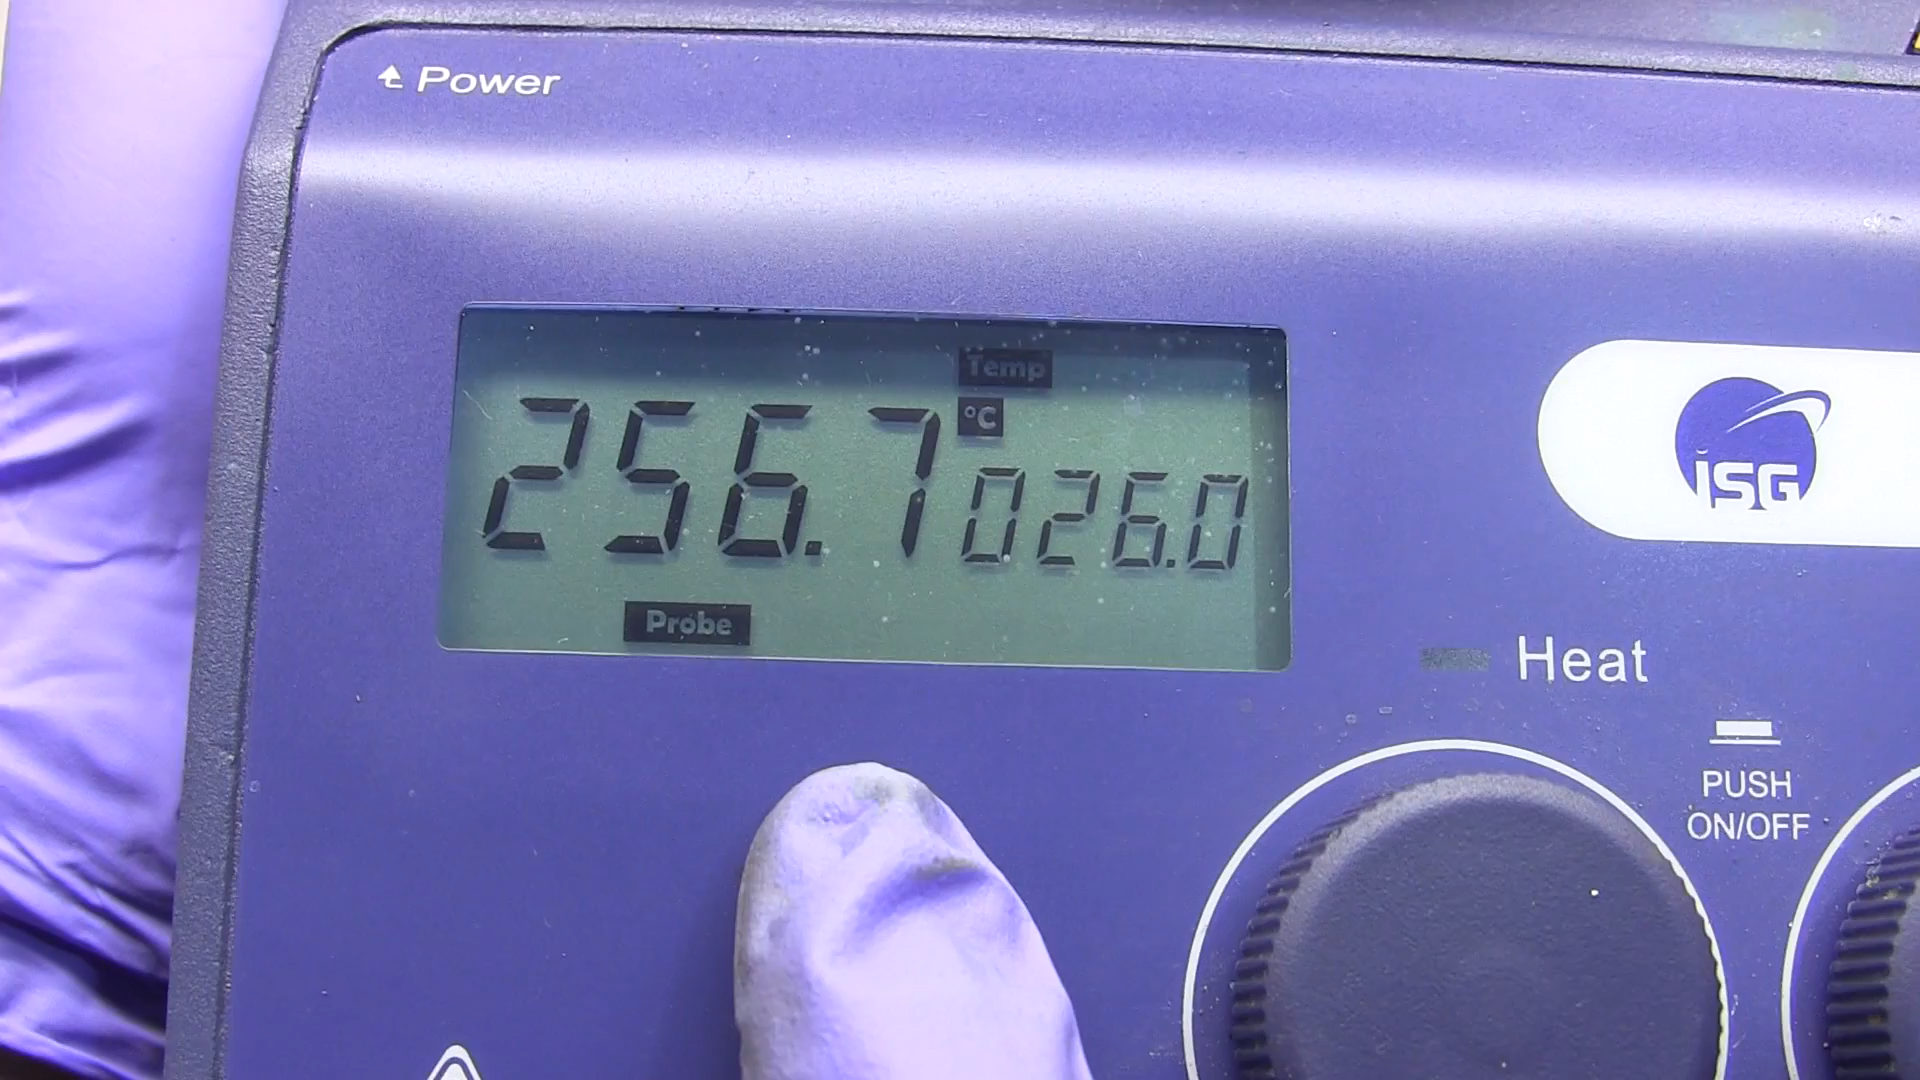 Power
Temp
256.7 °C 026.0
Probe
iSG
Heat
PUSH
ON/OFF